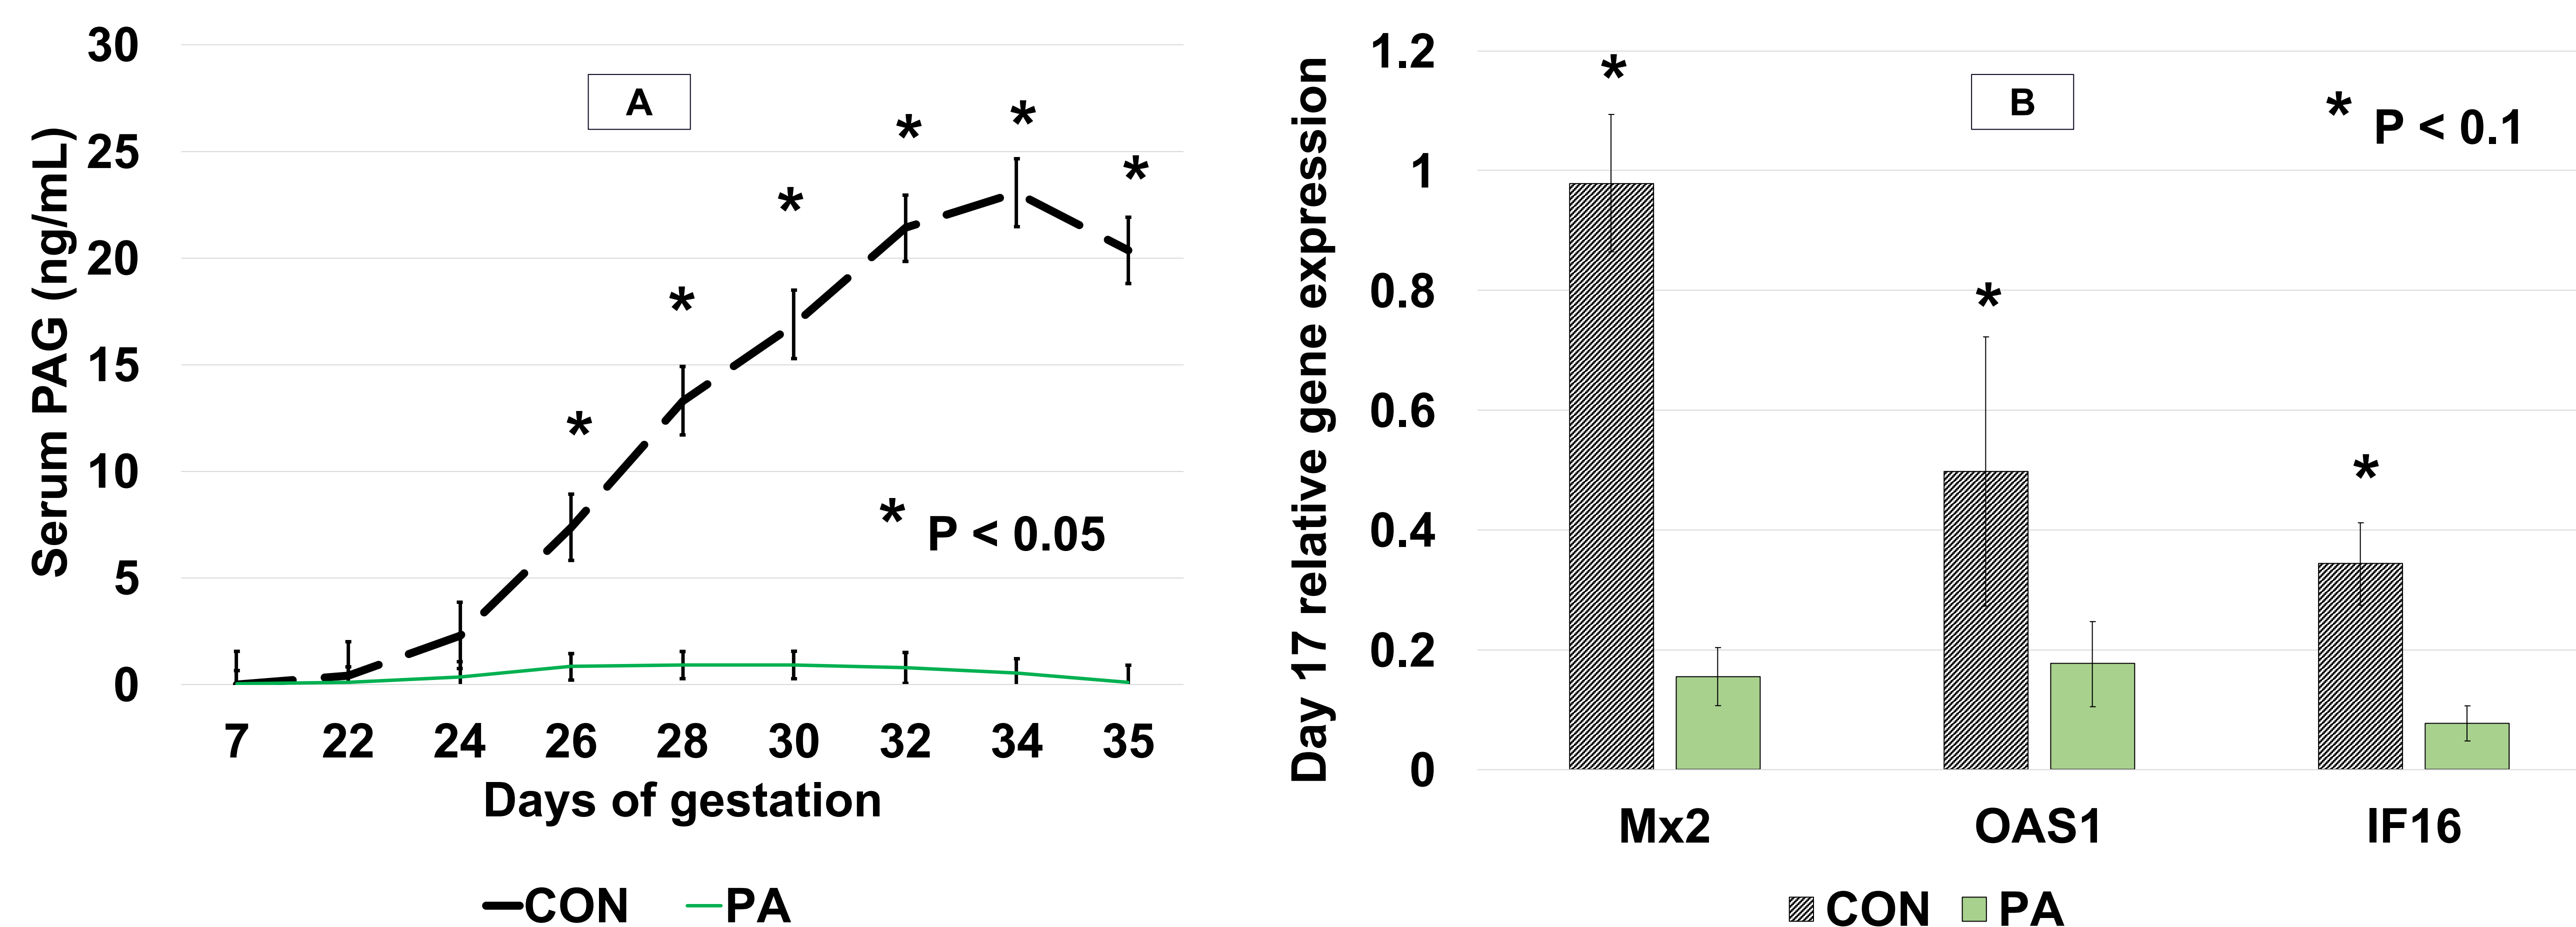 Serum PAG (ng/mL)
30
25
20
15
10
5
0
A
*
*
*
*
*
*
* P < 0.05
7 22 24 26 28 30 32 34 35
Days of gestation
CON PA
Day 17 relative gene expression
1.2
1
0.8
0.6
0.4
0.2
0
B
* P < 0.1
*
*
*
Mx2 OAS1 IF16
CON PA